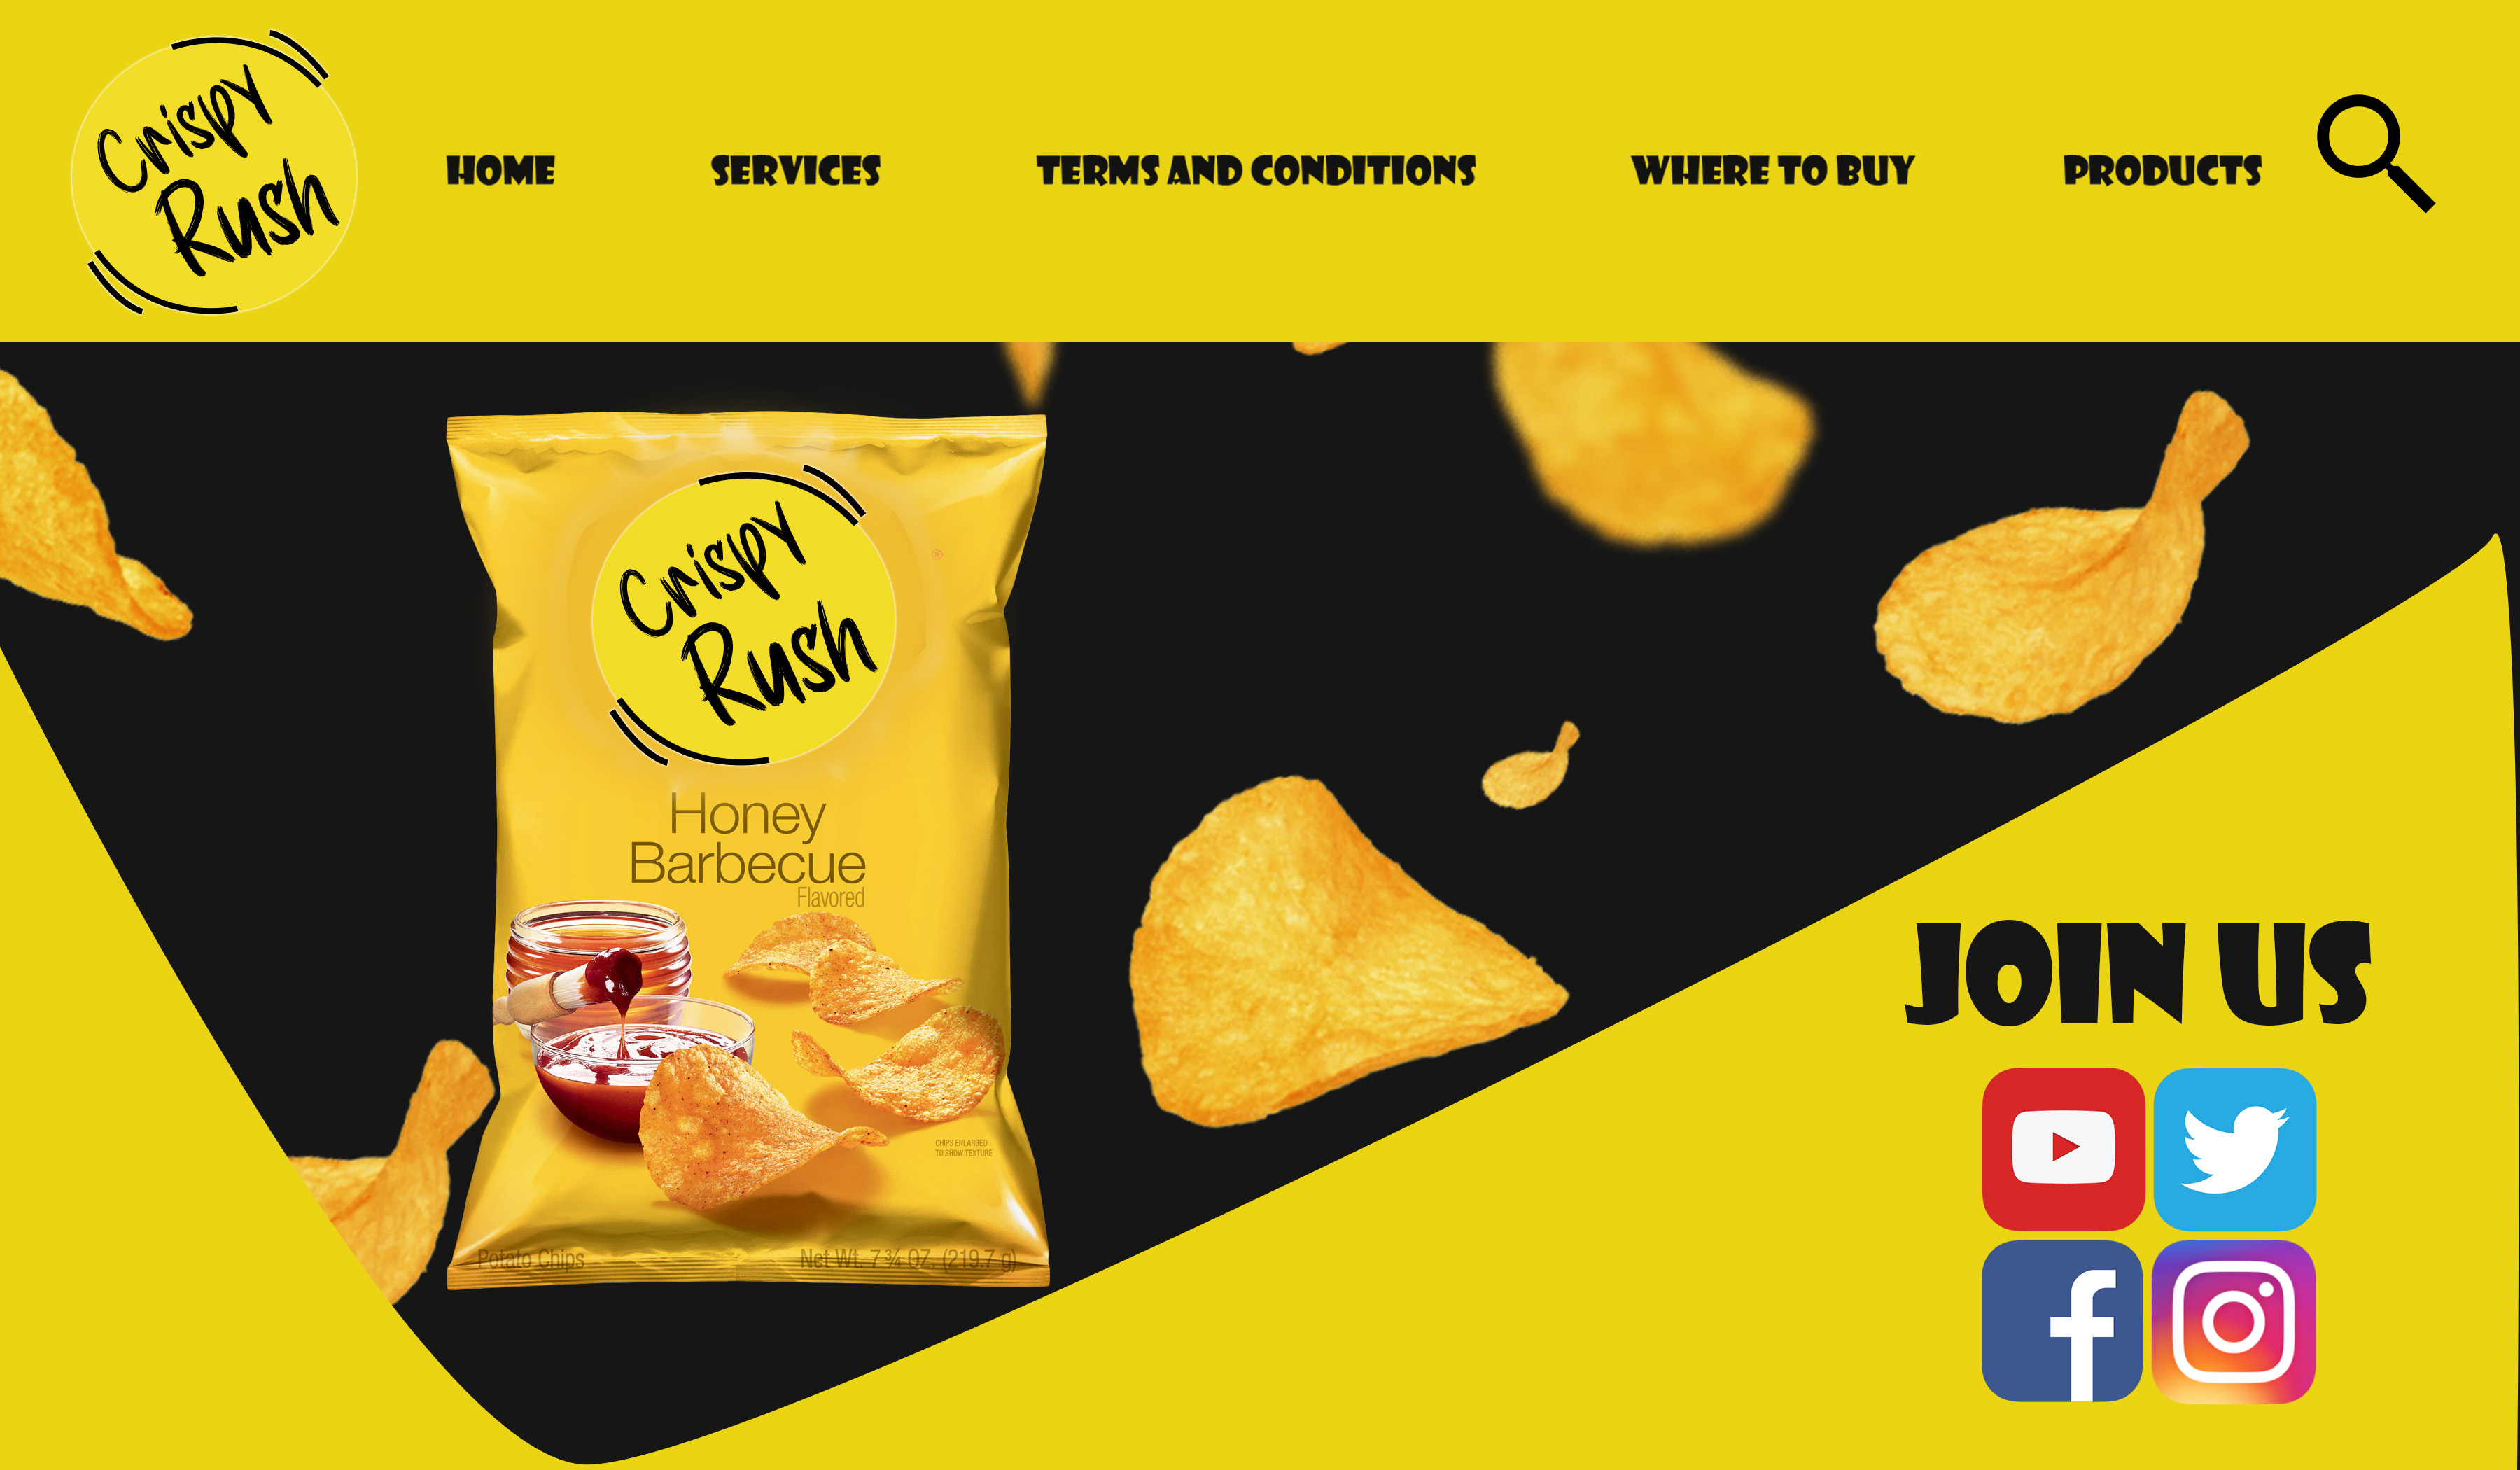 Crispy
Rush
HOME
SERVICES
TERMS AND CONDITIONS
WHERE TO BUY
PRODUCTS
Crispy
Rush
®
Honey
Barbecue
Flavored
CHIPS ENLARGED
TO SHOW TEXTURE
Potato Chips
Net Wt. 7 ¾ OZ. (219.7 g)
JOIN US